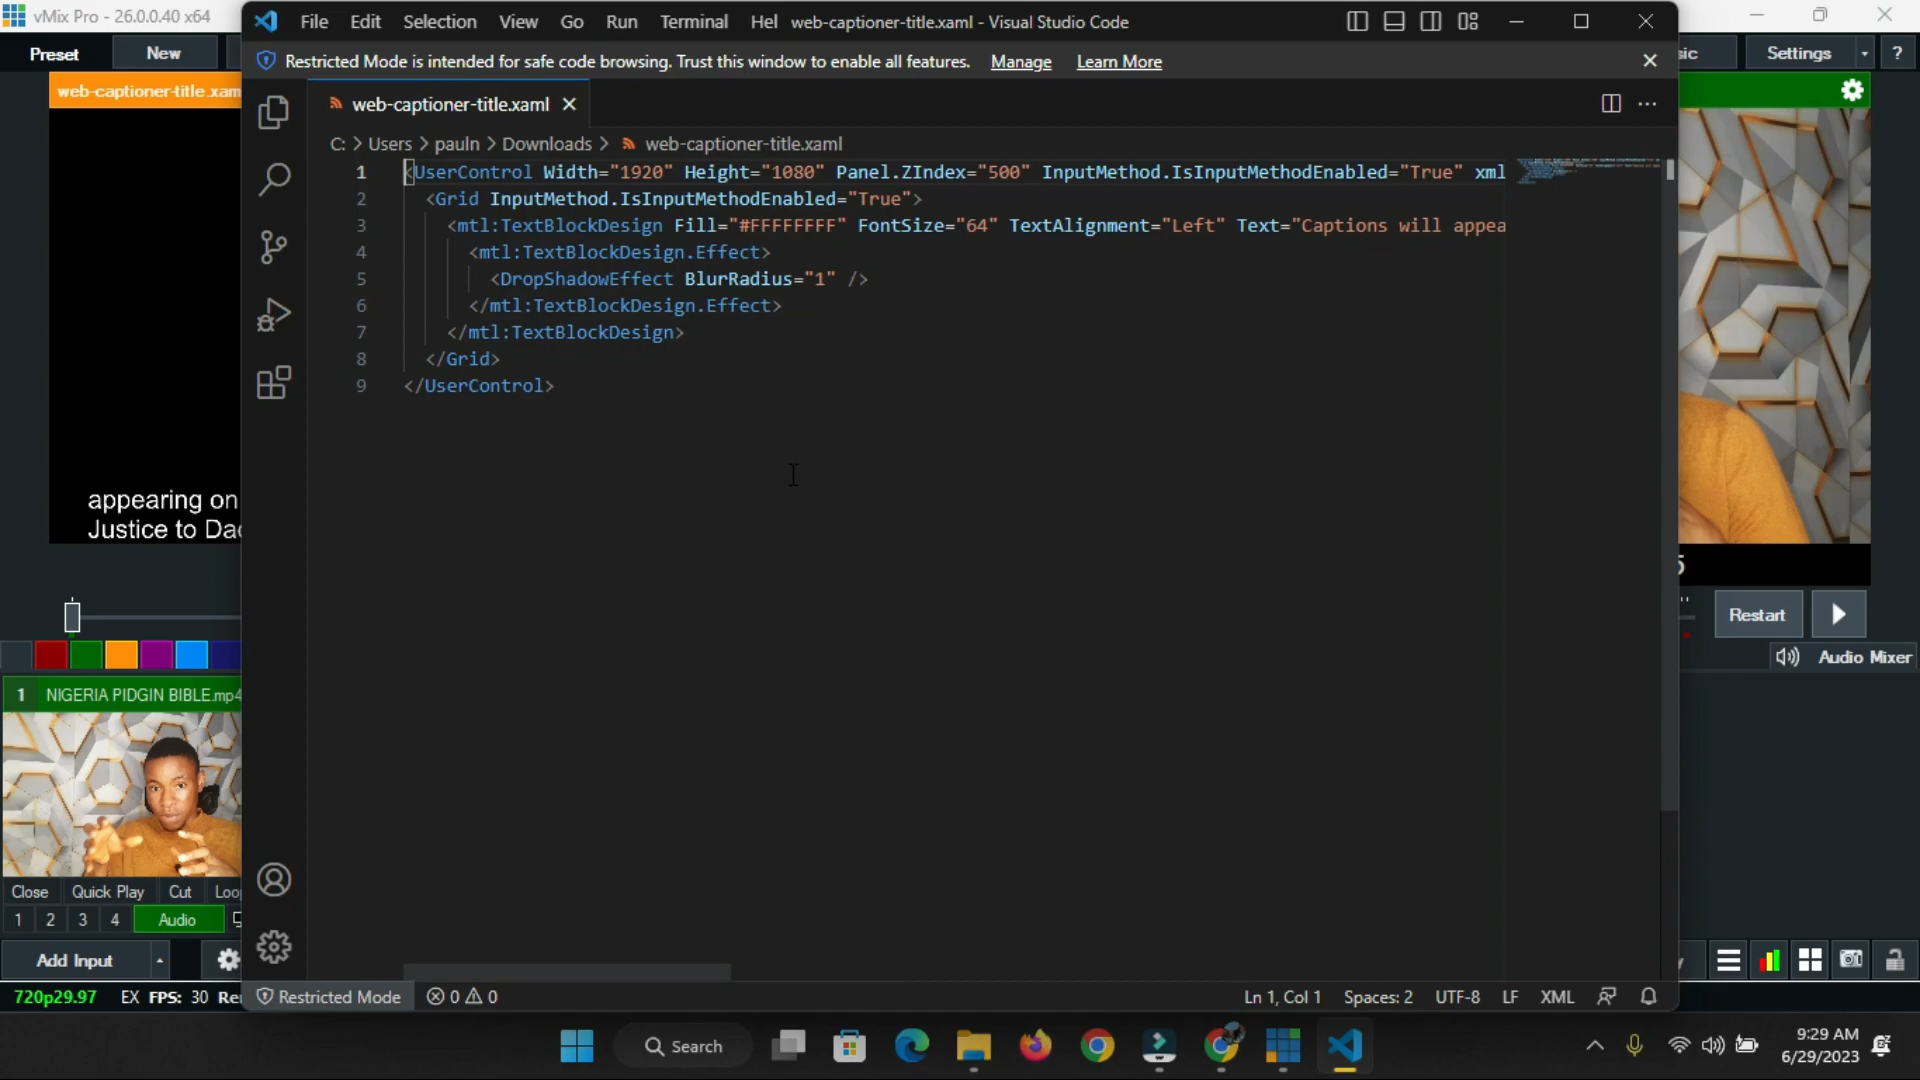 vMix Pro - 26.0.0.40 x64
Preset
New
web-captioner-title.xam
appearing on
Justice to Dac
1 NIGERIA PIDGIN BIBLE.mp4
Close Quick Play Cut Loop
1 2 3 4 Audio
Add Input
720p29.97 EX FPS: 30
File Edit Selection View Go Run Terminal Hel web-captioner-title.xaml - Visual Studio Code
Restricted Mode is intended for safe code browsing. Trust this window to enable all features. Manage Learn More
web-captioner-title.xaml
C: > Users > pauln > Downloads > web-captioner-title.xaml
1 <UserControl Width="1920" Height="1080" Panel.ZIndex="500" InputMethod.IsInputMethodEnabled="True" xml
2 <Grid InputMethod.IsInputMethodEnabled="True">
3 <mtl:TextBlockDesign Fill="#FFFFFFFF" FontSize="64" TextAlignment="Left" Text="Captions will appea
4 <mtl:TextBlockDesign.Effect>
5 <DropShadowEffect BlurRadius="1" />
6 </mtl:TextBlockDesign.Effect>
7 </mtl:TextBlockDesign>
8 </Grid>
9 </UserControl>
Restricted Mode 0 0 Ln 1, Col 1 Spaces: 2 UTF-8 LF XML
sic Settings ?
Restart
Audio Mixer
Search
9:29 AM
6/29/2023